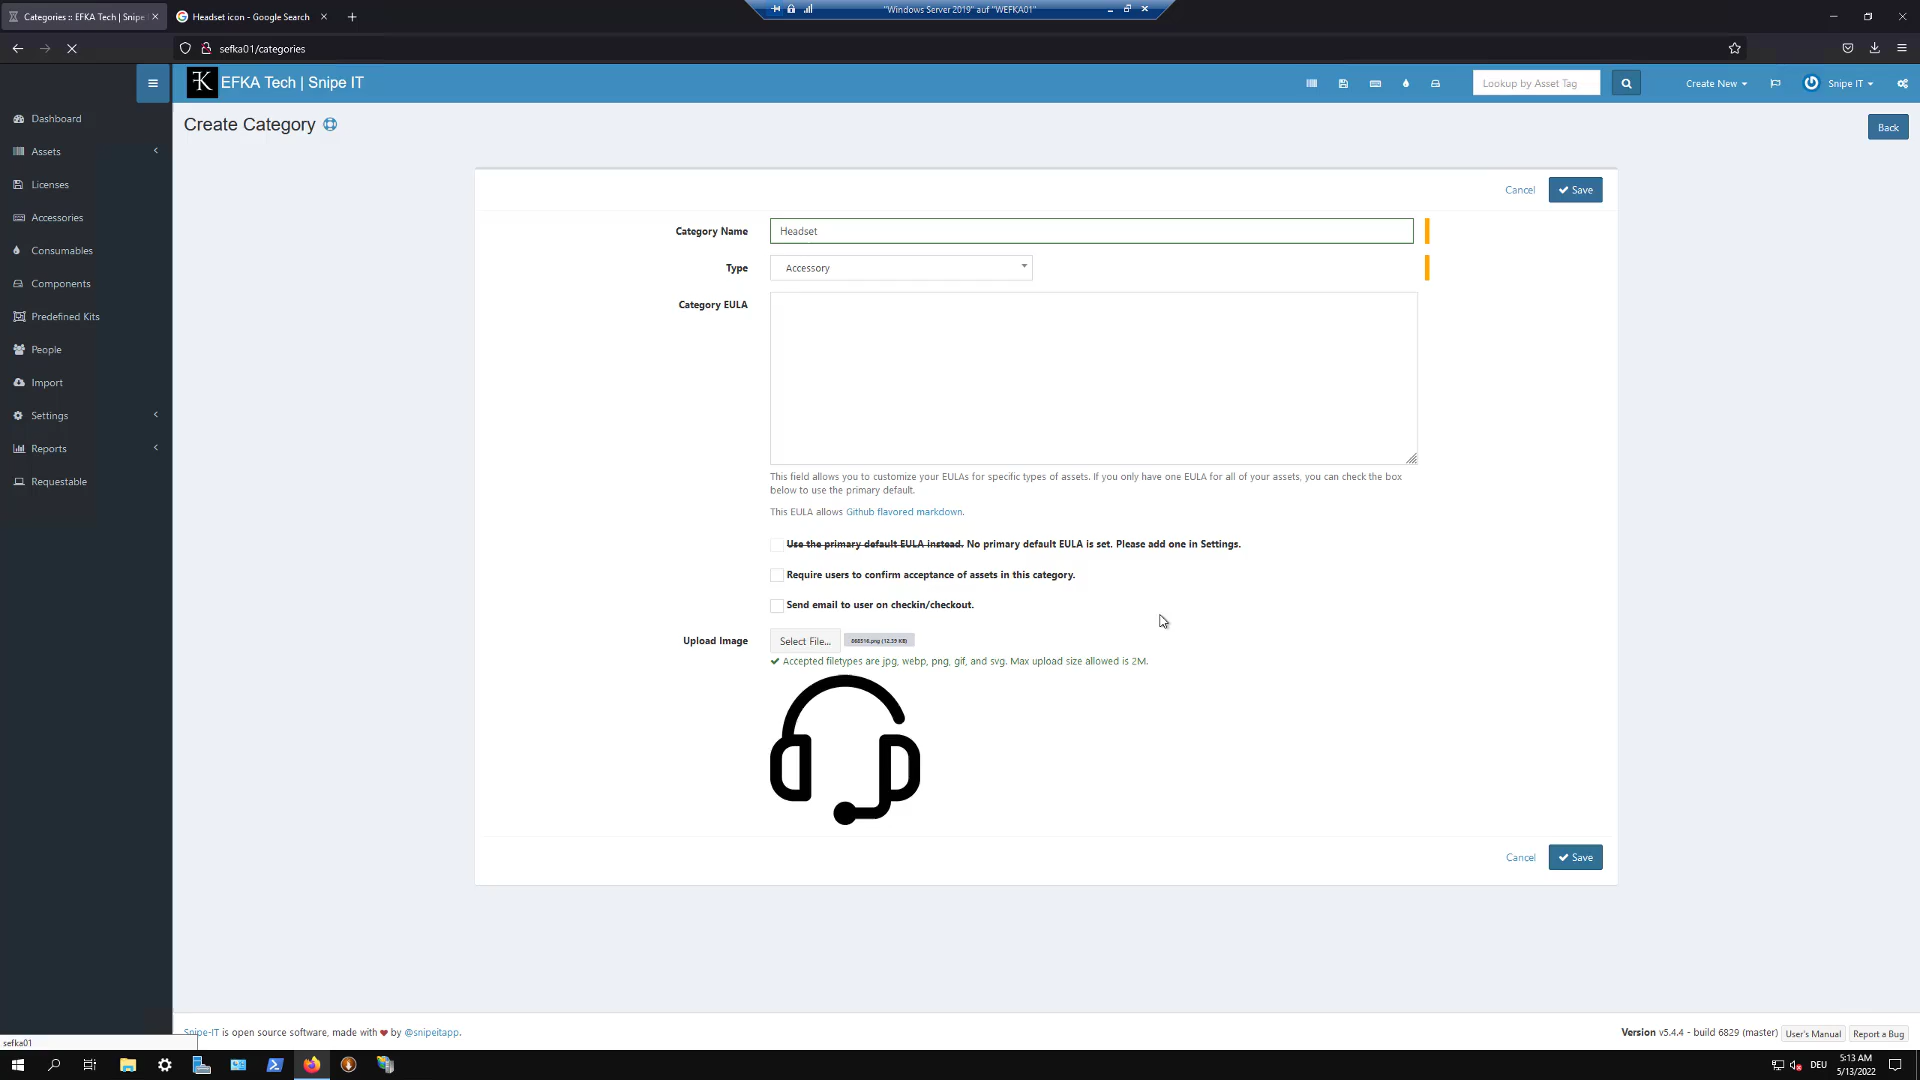 Categories :: EFKA Tech | Snipe
Headset icon - Google Search
"Windows Server 2019" auf "WEFKA01"
sefka01/categories
EFKA Tech | Snipe IT
Lookup by Asset Tag
Create New
Snipe IT
Create Category
Back
Dashboard
Assets
Licenses
Accessories
Consumables
Components
Predefined Kits
People
Import
Settings
Reports
Requestable
Cancel
Save
Category Name
Headset
Type
Accessory
Category EULA
This field allows you to customize your EULAs for specific types of assets. If you only have one EULA for all of your assets, you can check the box
below to use the primary default.
This EULA allows Github flavored markdown.
Use the primary default EULA instead. No primary default EULA is set. Please add one in Settings.
Require users to confirm acceptance of assets in this category.
Send email to user on checkin/checkout.
Upload Image
Select File...
Accepted filetypes are jpg, webp, png, gif, and svg. Max upload size allowed is 2M.
Cancel
Save
Snipe-IT is open source software, made with by @snipeitapp.
Version v5.4.4 - build 6829 (master)
User's Manual
Report a Bug
sefka01
DEU
5:13 AM
5/13/2022